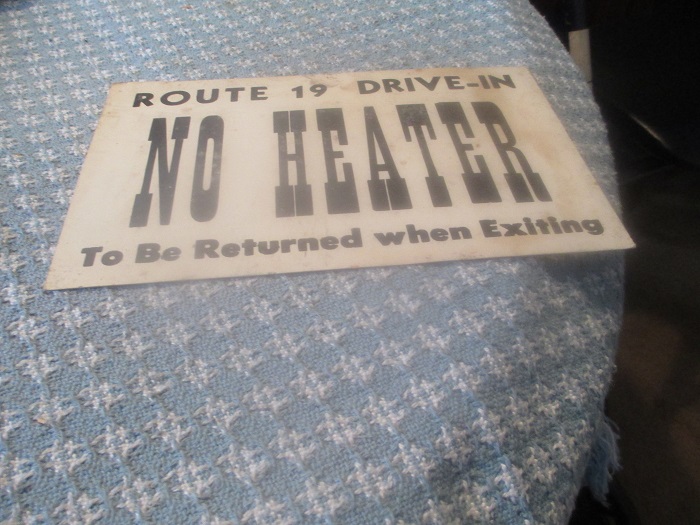 ROUTE 19 DRIVE-IN
NO HEATER
To Be Returned when Exiting